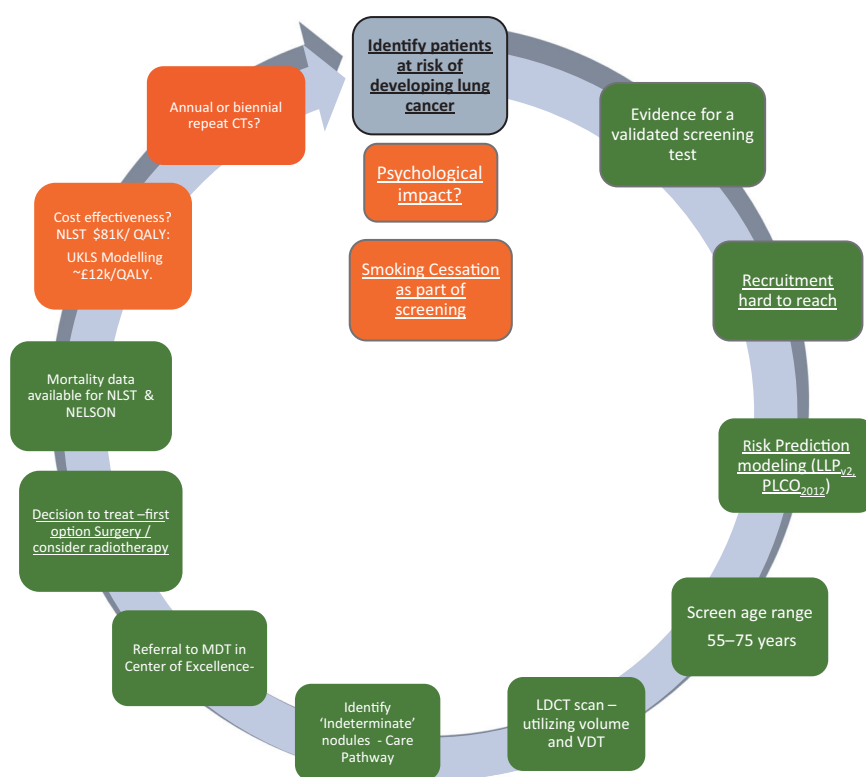 Identify patients
at risk of
developing lung
cancer
Evidence for a
validated screening
test
Recruitment
hard to reach
Risk Prediction
modeling (LLPv2,
PLCO2012)
Screen age range
55–75 years
LDCT scan –
utilizing volume
and VDT
Identify
‘Indeterminate’
nodules - Care
Pathway
Referral to MDT in
Center of Excellence-
Decision to treat –first
option Surgery /
consider radiotherapy
Mortality data
available for NLST &
NELSON
Cost effectiveness?
NLST $81K/ QALY:
UKLS Modelling
~£12k/QALY.
Annual or biennial
repeat CTs?
Psychological
impact?
Smoking Cessation
as part of
screening